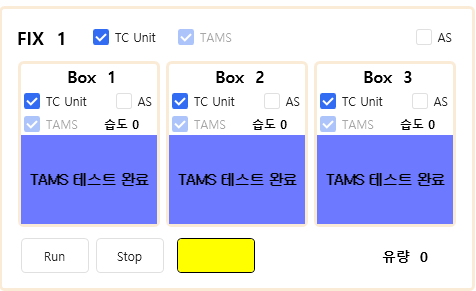 FIX 1 TC Unit TAMS AS
Box 1 Box 2 Box 3
TC Unit AS TC Unit AS TC Unit AS
TAMS 습도 0 TAMS 습도 0 TAMS 습도 0
TAMS 테스트 완료 TAMS 테스트 완료 TAMS 테스트 완료
Run Stop 유량 0